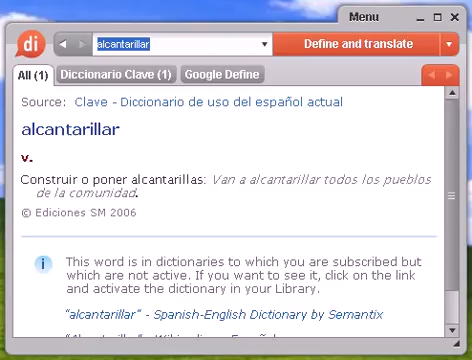 Menu
di
alcantarillar
Define and translate
All (1)
Diccionario Clave (1)
Google Define
Source: Clave - Diccionario de uso del español actual
alcantarillar
v.
Construir o poner alcantarillas: Van a alcantarillar todos los pueblos
de la comunidad.
© Ediciones SM 2006
i
This word is in dictionaries to which you are subscribed but
which are not active. If you want to see it, click on the link
and activate the dictionary in your Library.
"alcantarillar" - Spanish-English Dictionary by Semantix